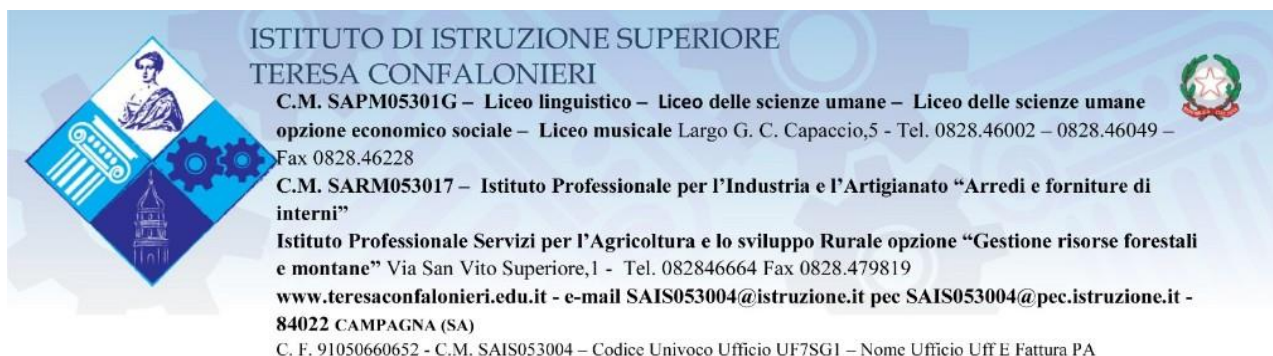 ISTITUTO DI ISTRUZIONE SUPERIORE
TERESA CONFALONIERI
C.M. SAPM05301G – Liceo linguistico – Liceo delle scienze umane – Liceo delle scienze umane
opzione economico sociale – Liceo musicale Largo G. C. Capaccio,5 - Tel. 0828.46002 – 0828.46049 –
Fax 0828.46228
C.M. SARM053017 – Istituto Professionale per l’Industria e l’Artigianato “Arredi e forniture di
interni”
Istituto Professionale Servizi per l’Agricoltura e lo sviluppo Rurale opzione “Gestione risorse forestali
e montane” Via San Vito Superiore,1 - Tel. 082846664 Fax 0828.479819
www.teresaconfalonieri.edu.it - e-mail SAIS053004@istruzione.it pec SAIS053004@pec.istruzione.it -
84022 CAMPAGNA (SA)
C. F. 91050660652 - C.M. SAIS053004 – Codice Univoco Ufficio UF7SG1 – Nome Ufficio Uff E Fattura PA